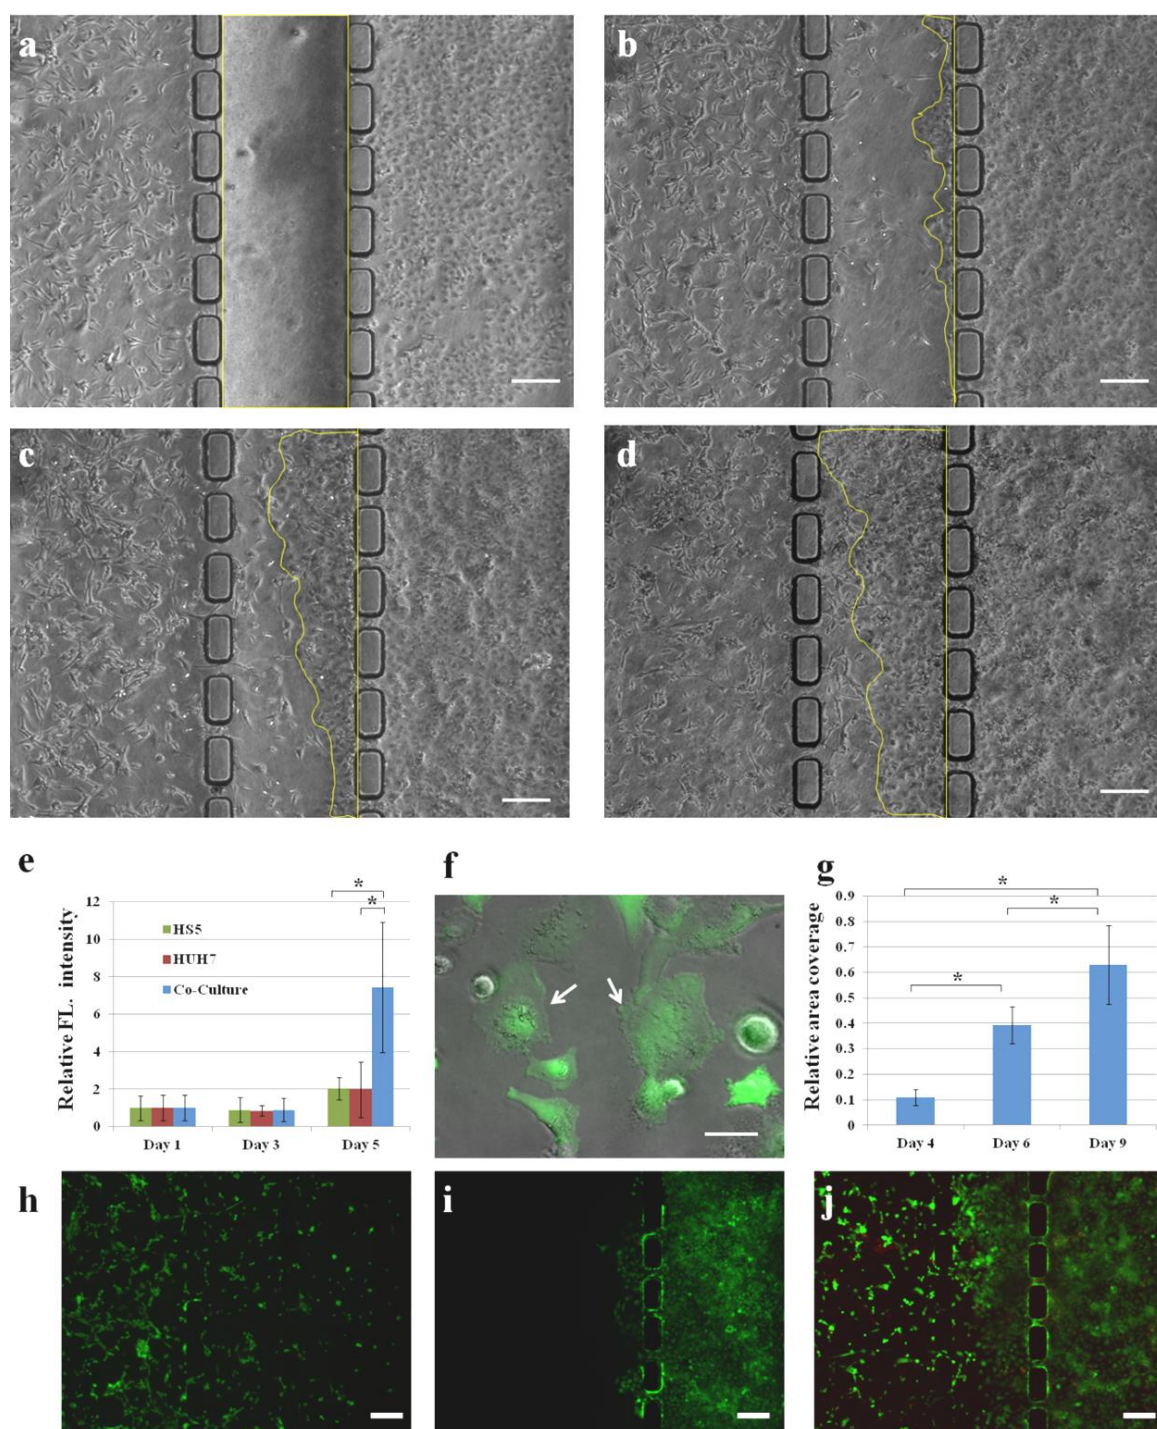 a
b
c
d
e
Relative FL. intensity
12
10
8
6
4
2
0
HS5
HUH7
Co-Culture
*
*
Day 1
Day 3
Day 5
f
g
Relative area coverage
0.9
0.8
0.7
0.6
0.5
0.4
0.3
0.2
0.1
0
*
*
*
Day 4
Day 6
Day 9
h
i
j